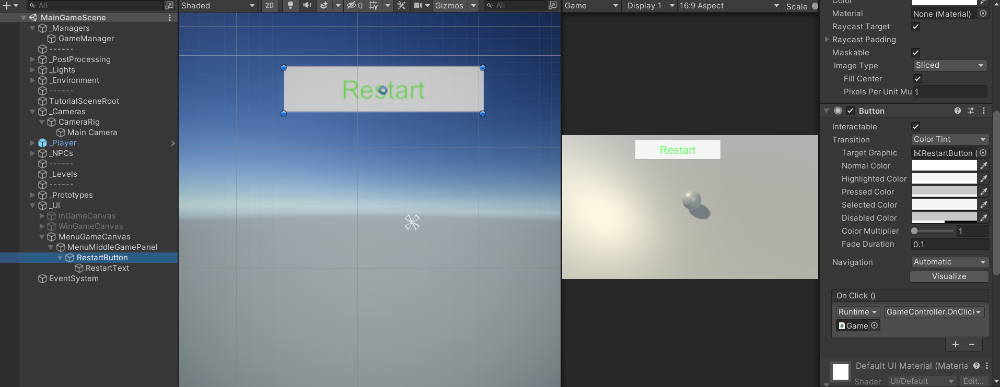 All
MainGameScene
_Managers
GameManager
------
_PostProcessing
_Lights
_Environment
------
TutorialSceneRoot
_Cameras
CameraRig
Main Camera
_Player
_NPCs
------
_Levels
------
_Prototypes
_UI
InGameCanvas
WinGameCanvas
MenuGameCanvas
MenuMiddleGamePanel
RestartButton
RestartText
EventSystem
Shaded 2D 0 Gizmos All
Restart
Game Display 1 16:9 Aspect Scale
Restart
Color
Material None (Material)
Raycast Target
Raycast Padding
Maskable
Image Type Sliced
Fill Center
Pixels Per Unit Mu 1
Button
Interactable
Transition Color Tint
Target Graphic RestartButton (
Normal Color
Highlighted Color
Pressed Color
Selected Color
Disabled Color
Color Multiplier 1
Fade Duration 0.1
Navigation Automatic
Visualize
On Click ()
Runtime GameController.OnClick
Game
Default UI Material (Materia
Shader UI/Default Edit...